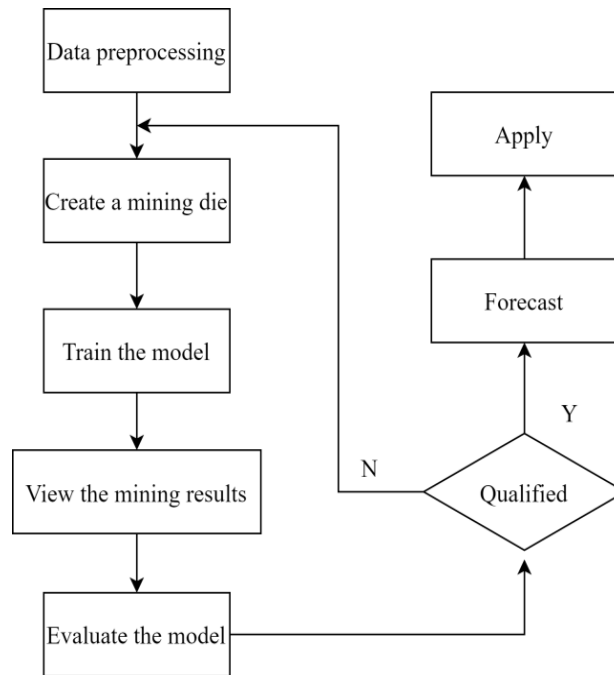 Data preprocessing
Create a mining die
Train the model
View the mining results
Evaluate the model
Apply
Forecast
Y
N
Qualified